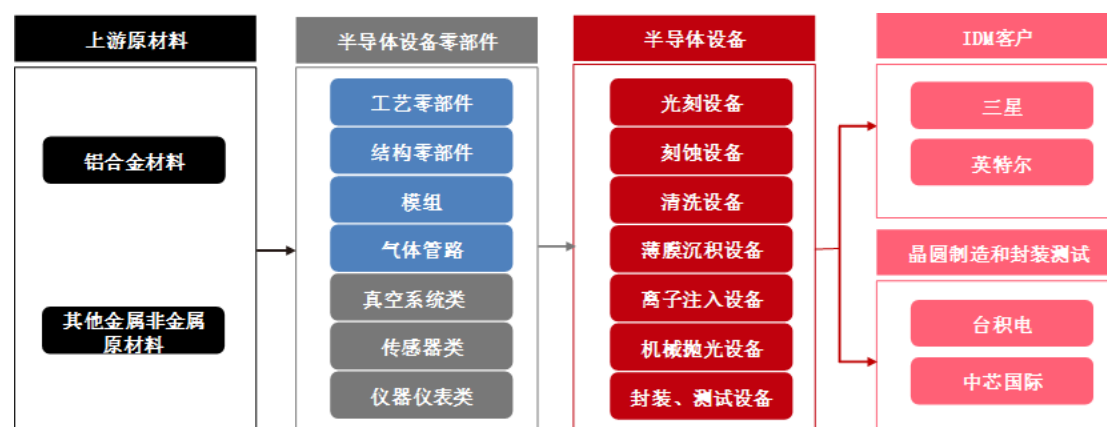 上游原材料
铝合金材料
其他金属非金属
原材料
半导体设备零部件
工艺零部件
结构零部件
模组
气体管路
真空系统类
传感器类
仪器仪表类
半导体设备
光刻设备
刻蚀设备
清洗设备
薄膜沉积设备
离子注入设备
机械抛光设备
封装、测试设备
IDM客户
三星
英特尔
晶圆制造和封装测试
台积电
中芯国际